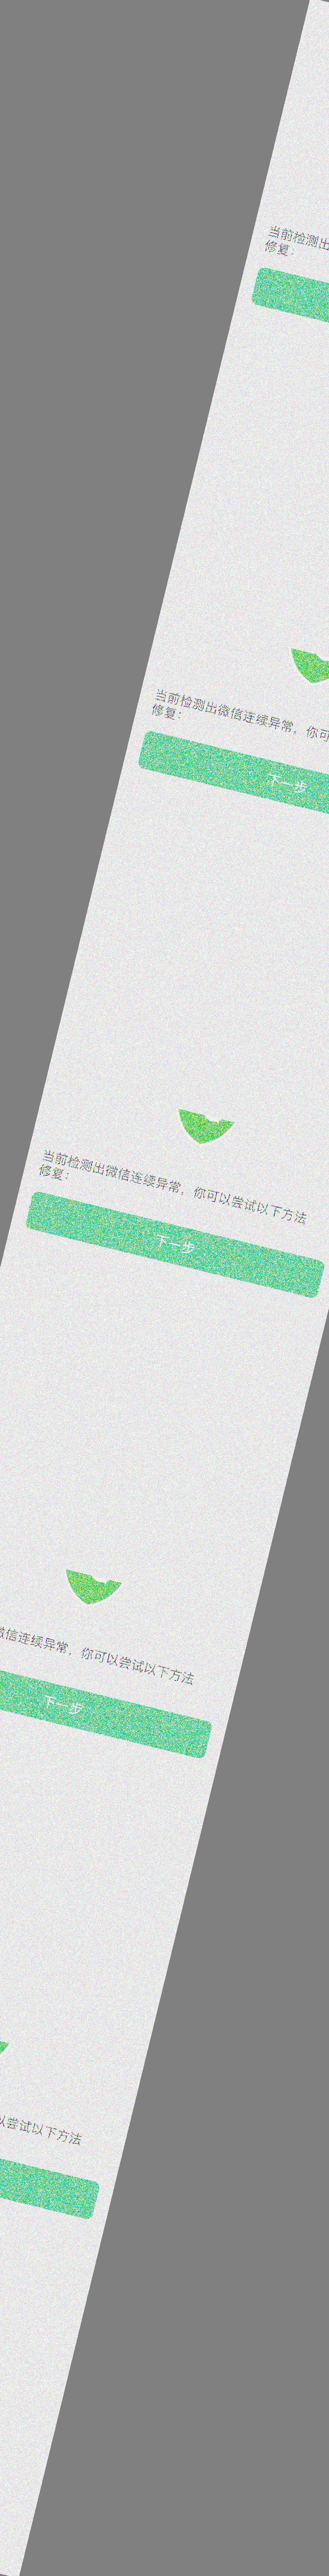 当前检测出
修复：
当前检测出微信连续异常，你可
修复：
下一步
当前检测出微信连续异常，你可以尝试以下方法
修复：
下一步
微信连续异常，你可以尝试以下方法
下一步
以尝试以下方法